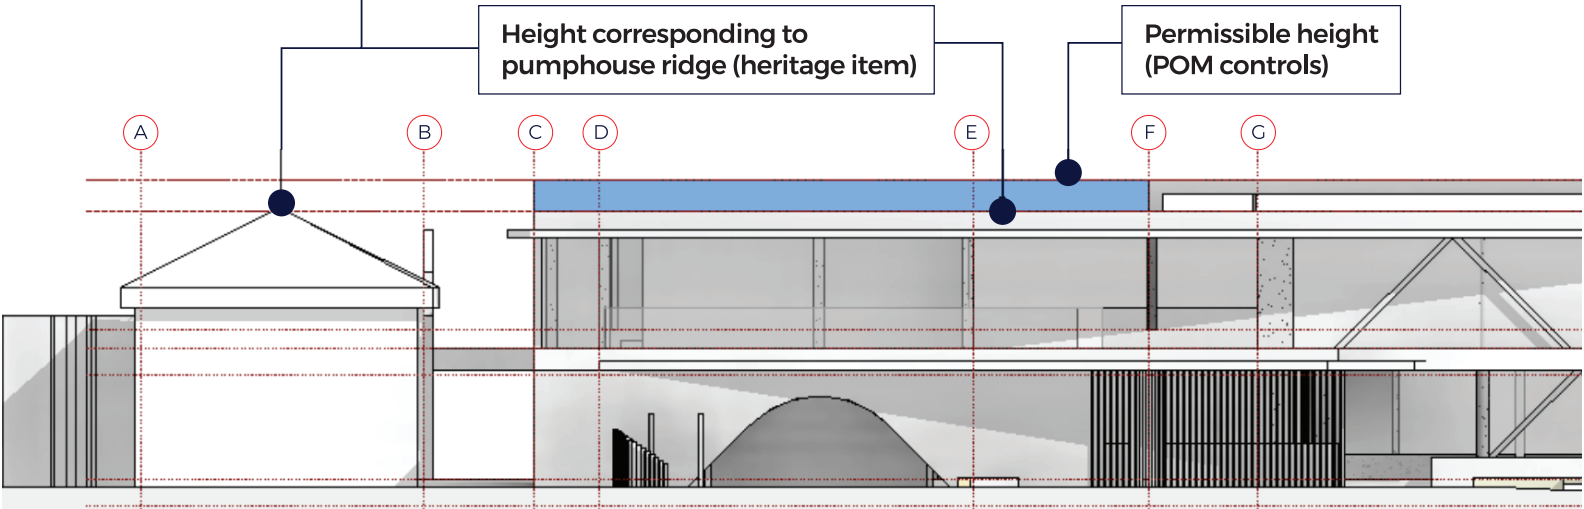 Height corresponding to
pumphouse ridge (heritage item)
Permissible height
(POM controls)
A
B
C
D
E
F
G